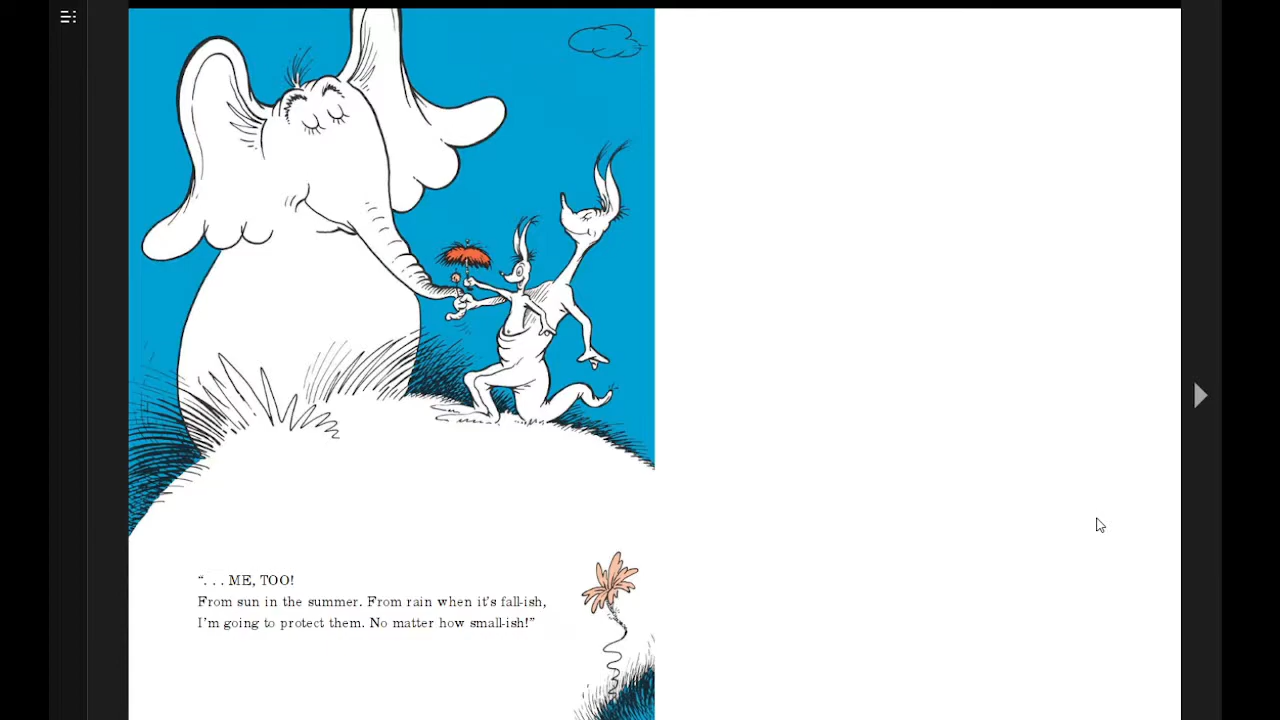 “. . . ME, TOO!
From sun in the summer. From rain when it’s fall-ish,
I’m going to protect them. No matter how small-ish!”